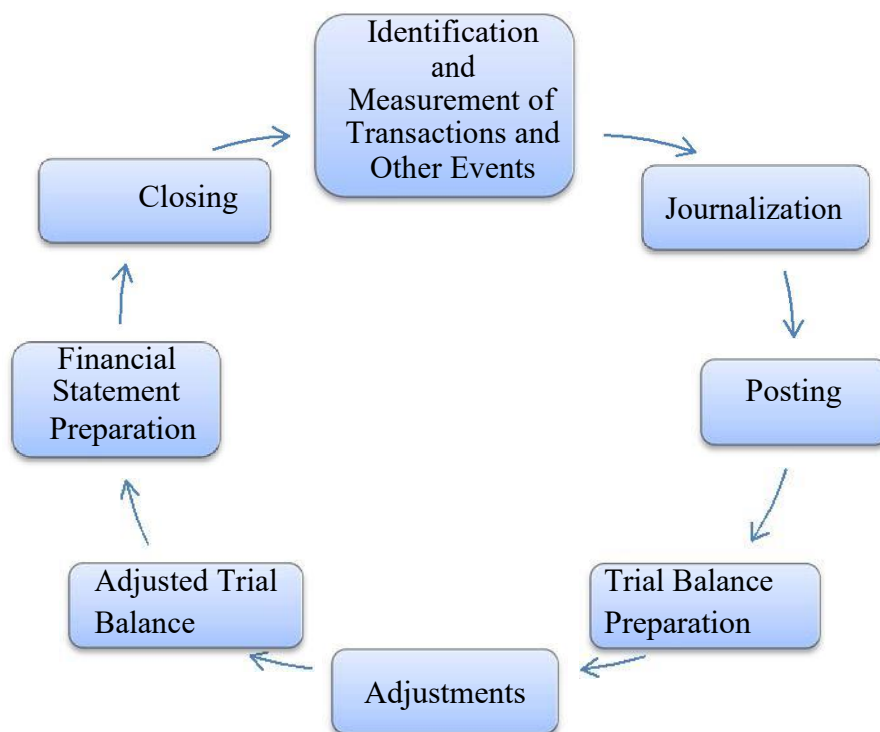 Identification
and
Measurement of
Transactions and
Other Events
Journalization
Posting
Trial Balance
Preparation
Adjustments
Adjusted Trial
Balance
Financial
Statement
Preparation
Closing